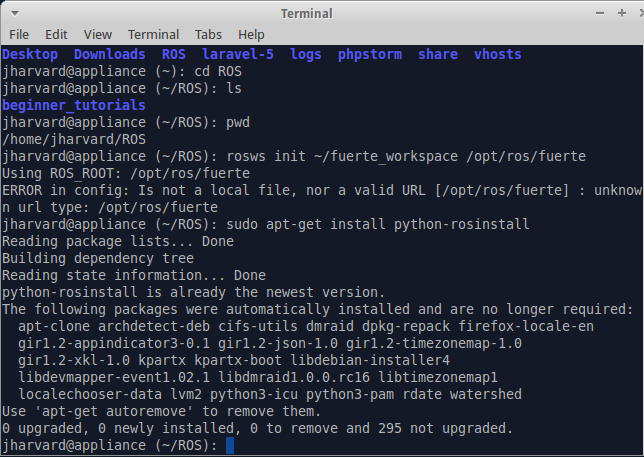 Terminal
File Edit View Terminal Tabs Help
Desktop Downloads ROS laravel-5 logs phpstorm share vhosts
jharvard@appliance (~): cd ROS
jharvard@appliance (~/ROS): ls
beginner_tutorials
jharvard@appliance (~/ROS): pwd
/home/jharvard/ROS
jharvard@appliance (~/ROS): rosws init ~/fuerte_workspace /opt/ros/fuerte
Using ROS_ROOT: /opt/ros/fuerte
ERROR in config: Is not a local file, nor a valid URL [/opt/ros/fuerte] : unknow
n url type: /opt/ros/fuerte
jharvard@appliance (~/ROS): sudo apt-get install python-rosinstall
Reading package lists... Done
Building dependency tree
Reading state information... Done
python-rosinstall is already the newest version.
The following packages were automatically installed and are no longer required:
  apt-clone archdetect-deb cifs-utils dmraid dpkg-repack firefox-locale-en
  gir1.2-appindicator3-0.1 gir1.2-json-1.0 gir1.2-timezonemap-1.0
  gir1.2-xkl-1.0 kpartx kpartx-boot libdebian-installer4
  libdevmapper-event1.02.1 libdmraid1.0.0.rc16 libtimezonemap1
  localechooser-data lvm2 python3-icu python3-pam rdate watershed
Use 'apt-get autoremove' to remove them.
0 upgraded, 0 newly installed, 0 to remove and 295 not upgraded.
jharvard@appliance (~/ROS):